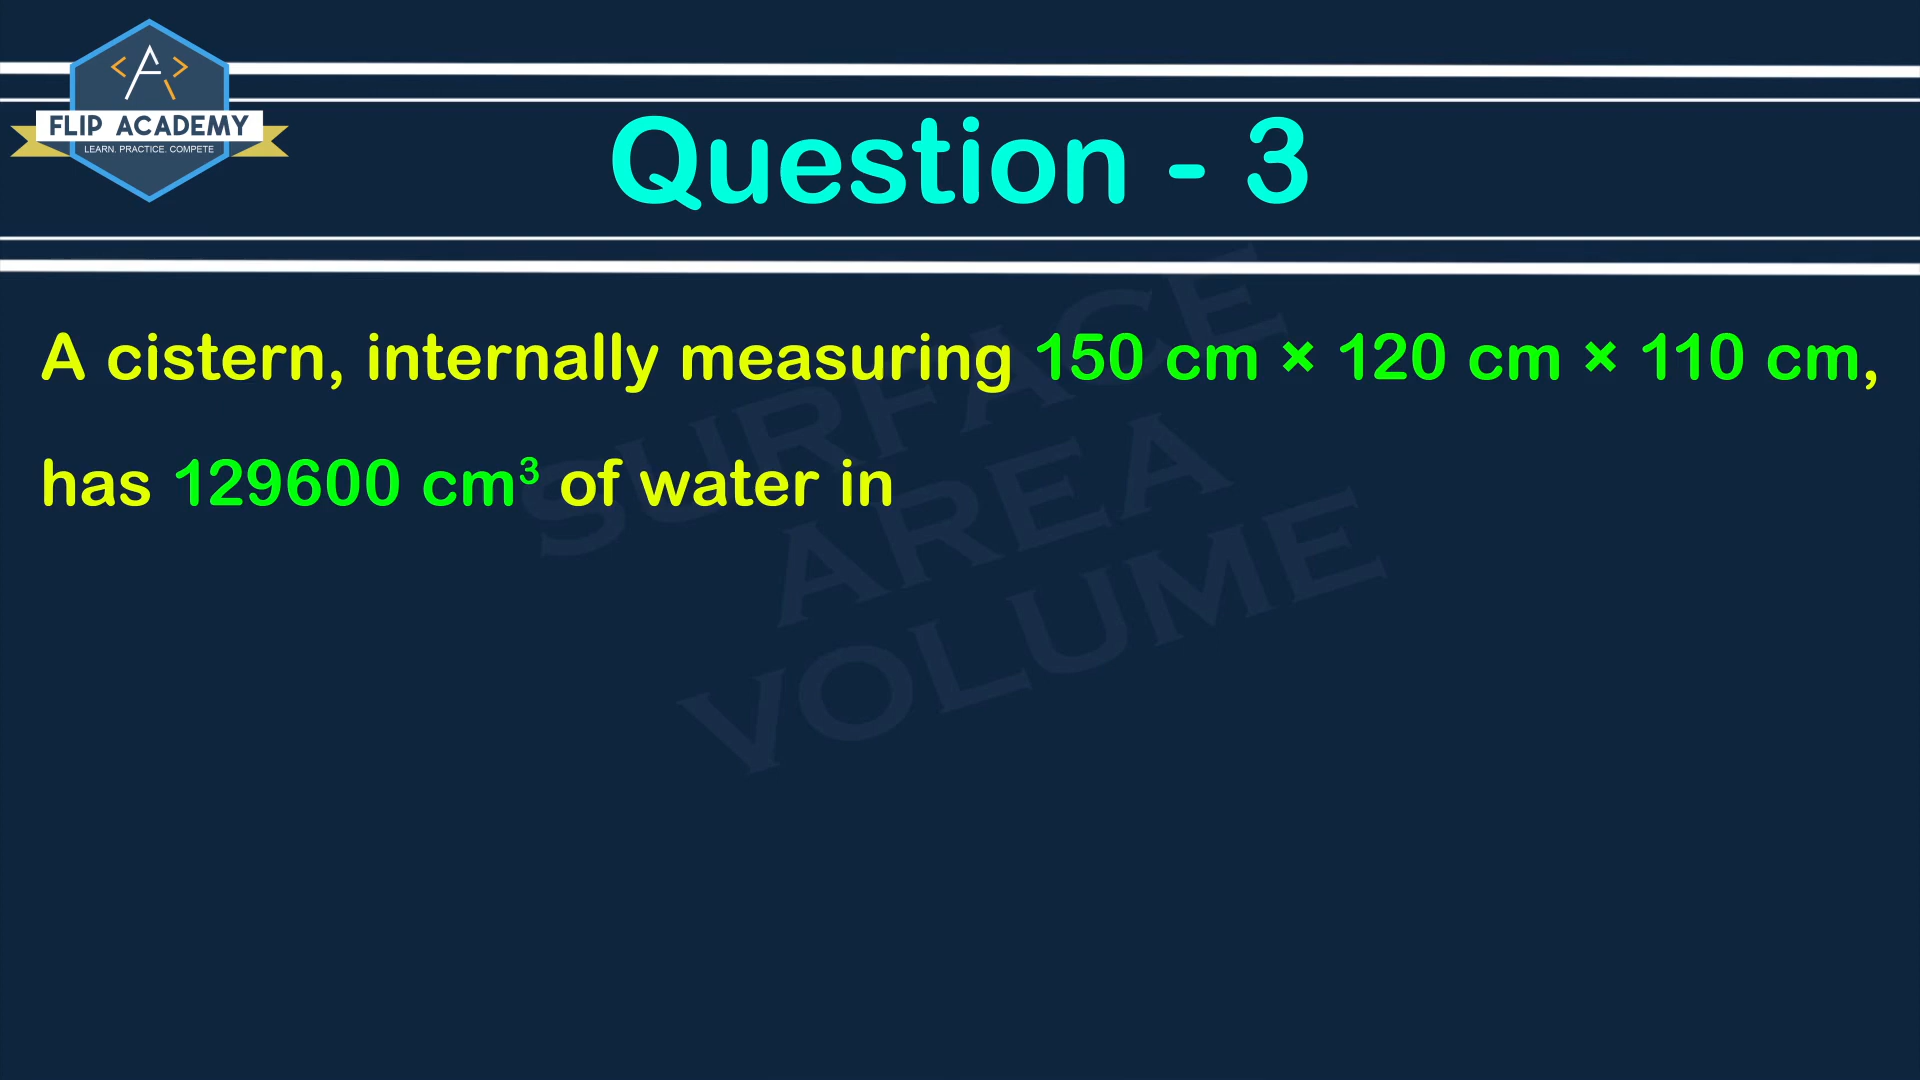 FLIP ACADEMY
LEARN. PRACTICE. COMPETE
Question - 3
A cistern, internally measuring 150 cm × 120 cm × 110 cm,
has 129600 cm³ of water in
SURFACE
AREA
VOLUME